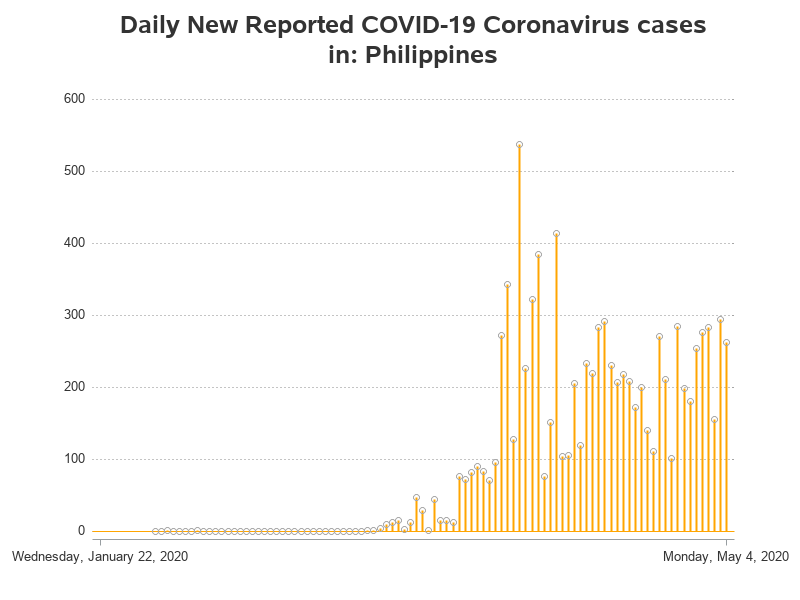 Daily New Reported COVID-19 Coronavirus cases
in: Philippines
600
500
400
300
200
100
0
Wednesday, January 22, 2020
Monday, May 4, 2020